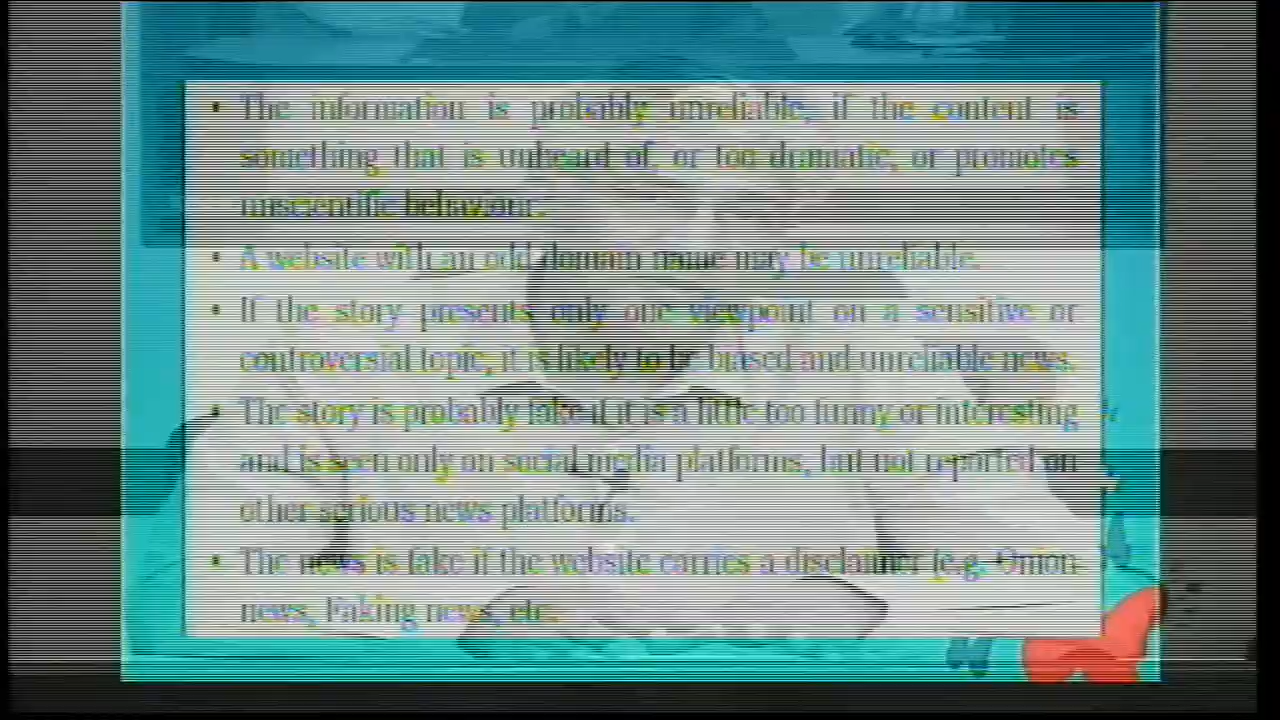 • The information is probably unreliable, if the content is
something that is unheard of, or too dramatic, or promotes
unscientific behaviour.
• A website with an odd domain name may be unreliable.
• If the story presents only one viewpoint on a sensitive or
controversial topic, it is likely to be biased and unreliable news.
• The story is probably fake if it is a little too funny or interesting
and is seen only on social media platforms, but not reported on
other serious news platforms.
• The news is fake if the website carries a disclaimer (e.g. Onion
news, Faking news, etc.